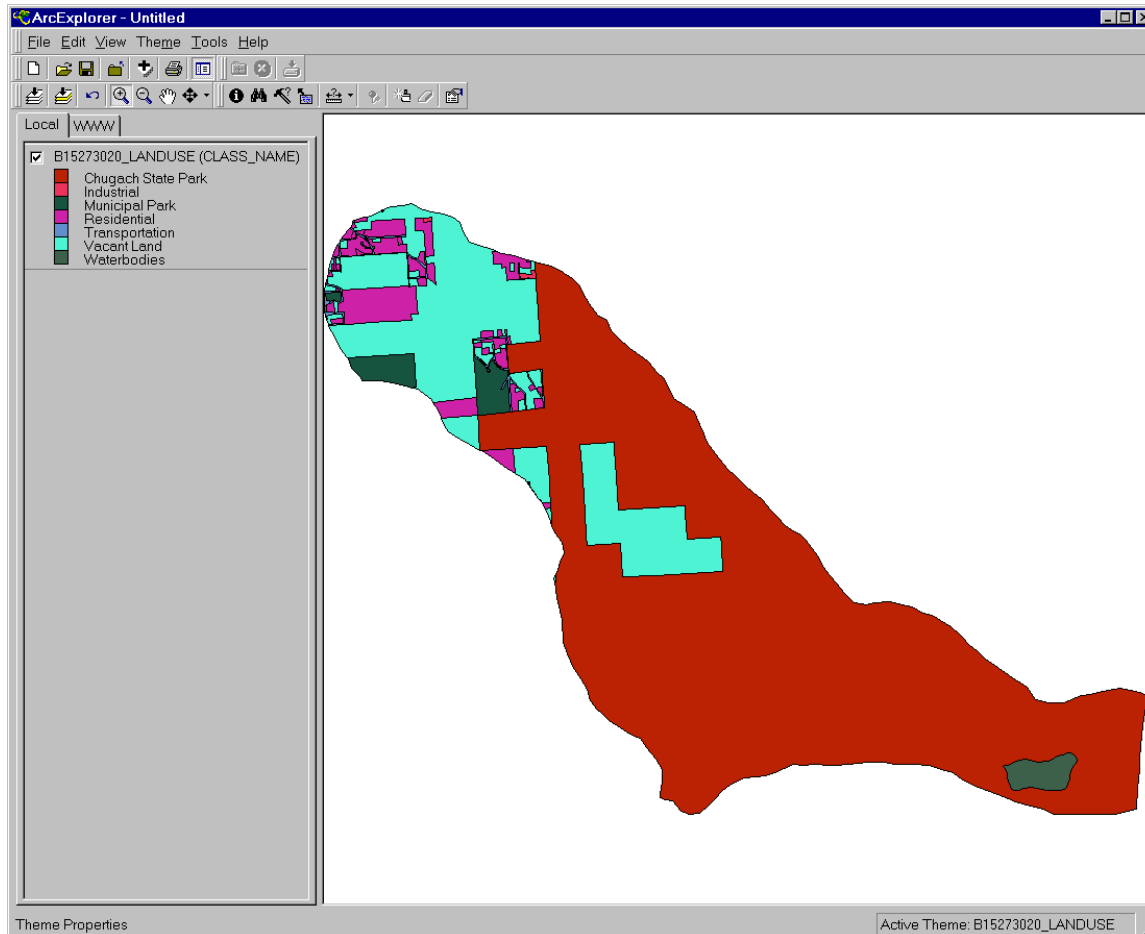 ArcExplorer - Untitled
File Edit View Theme Tools Help
Local WWW
B15273020_LANDUSE (CLASS_NAME)
Chugach State Park
Industrial
Municipal Park
Residential
Transportation
Vacant Land
Waterbodies
Theme Properties
Active Theme: B15273020_LANDUSE